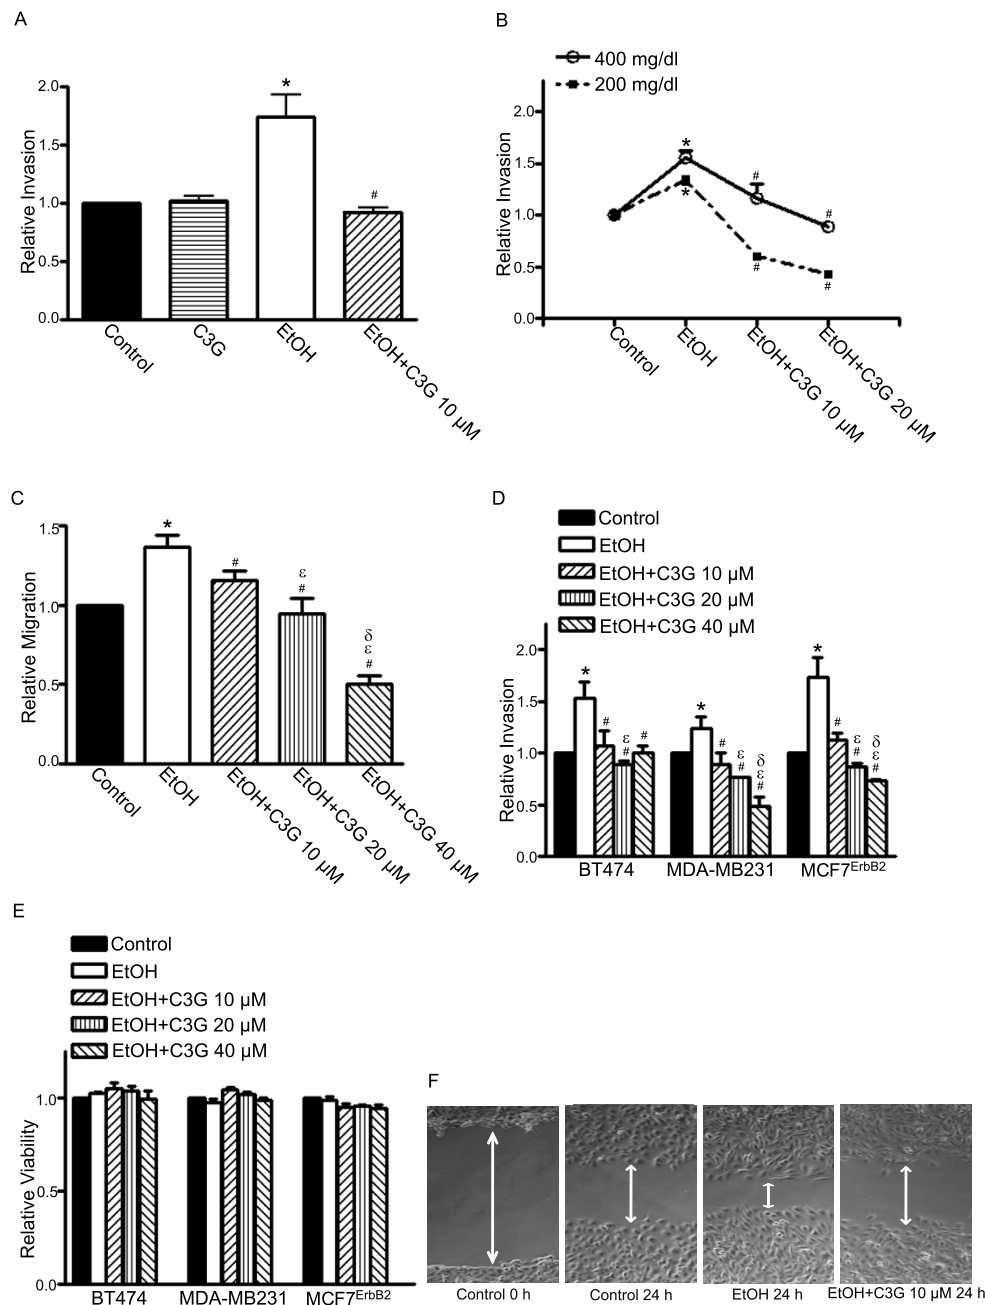 A
Relative Invasion
2.0
1.5
1.0
0.5
0.0
*
#
Control
C3G
EtOH
EtOH+C3G 10 µM
B
400 mg/dl
200 mg/dl
Relative Invasion
2.0
1.5
1.0
0.5
0.0
*
*
#
#
#
#
Control
EtOH
EtOH+C3G 10 µM
EtOH+C3G 20 µM
C
Relative Migration
1.5
1.0
0.5
0.0
*
#
ε
#
δ
ε
#
Control
EtOH
EtOH+C3G 10 µM
EtOH+C3G 20 µM
EtOH+C3G 40 µM
D
Control
EtOH
EtOH+C3G 10 µM
EtOH+C3G 20 µM
EtOH+C3G 40 µM
Relative Invasion
2.0
1.5
1.0
0.5
0.0
*
#
ε
#
#
*
#
ε
#
δ
ε
#
*
#
ε
#
δ
ε
#
BT474 MDA-MB231 MCF7ErbB2
E
Control
EtOH
EtOH+C3G 10 µM
EtOH+C3G 20 µM
EtOH+C3G 40 µM
Relative Viability
1.0
0.5
0.0
BT474 MDA-MB231 MCF7ErbB2
F
Control 0 h
Control 24 h
EtOH 24 h
EtOH+C3G 10 µM 24 h